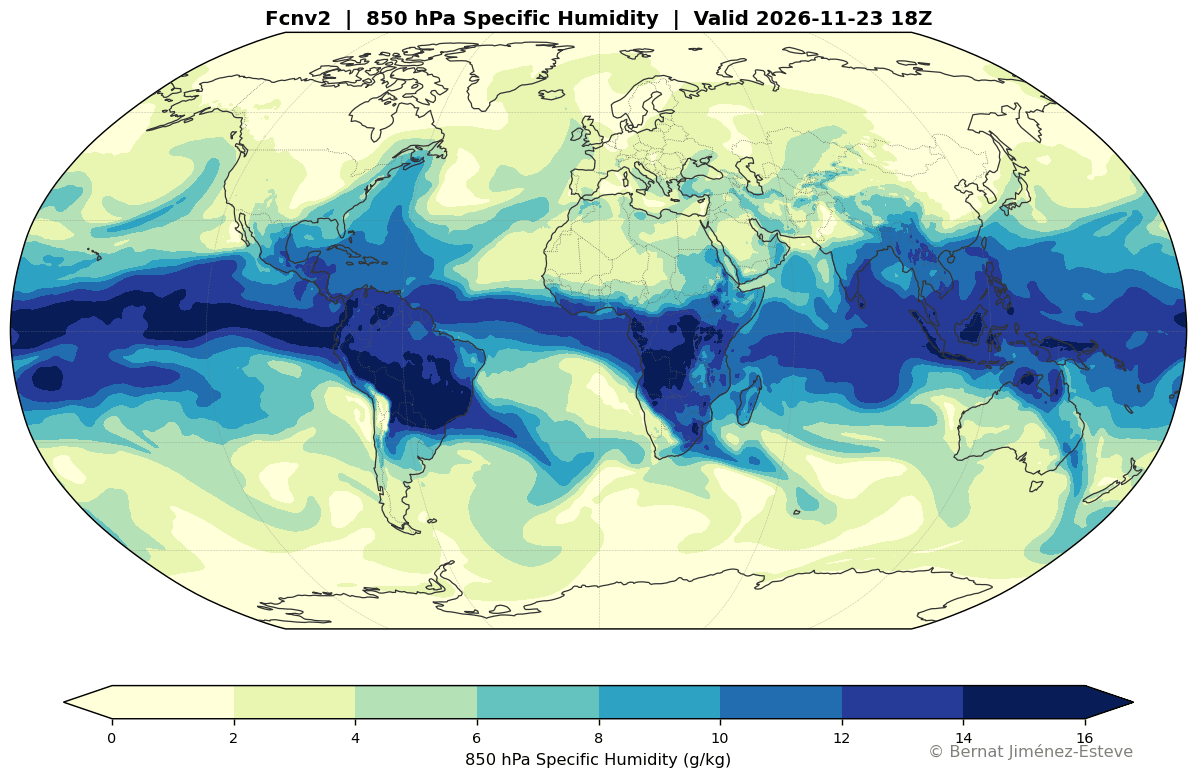 Fcnv2 | 850 hPa Specific Humidity | Valid 2026-11-23 18Z
0 2 4 6 8 10 12 14 16
850 hPa Specific Humidity (g/kg)
© Bernat Jiménez-Esteve